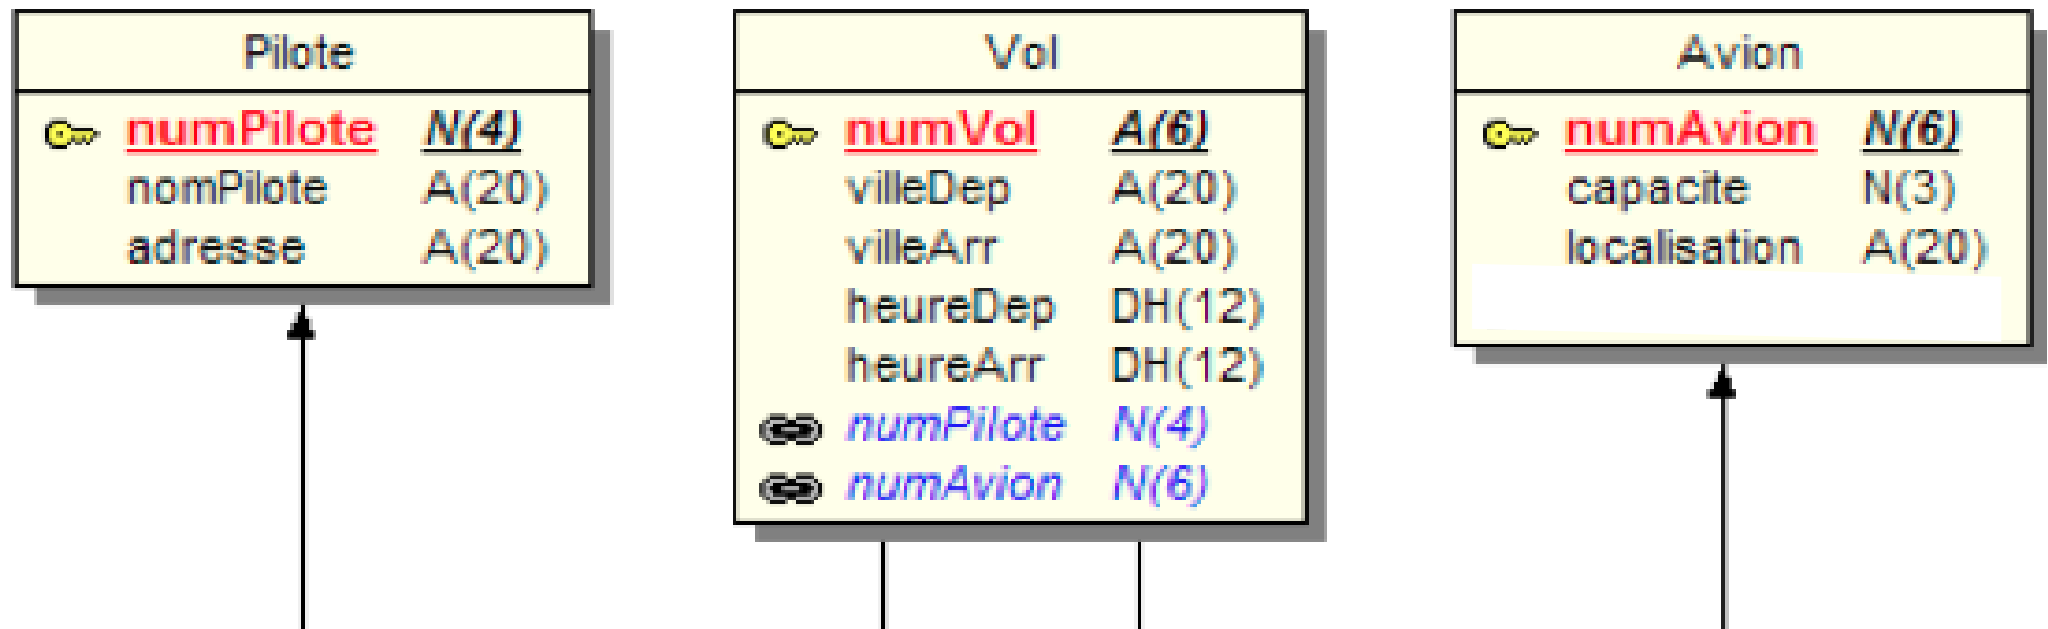 Pilote
numPilote N(4)
nomPilote A(20)
adresse A(20)
Vol
numVol A(6)
villeDep A(20)
villeArr A(20)
heureDep DH(12)
heureArr DH(12)
numPilote N(4)
numAvion N(6)
Avion
numAvion N(6)
capacite N(3)
localisation A(20)